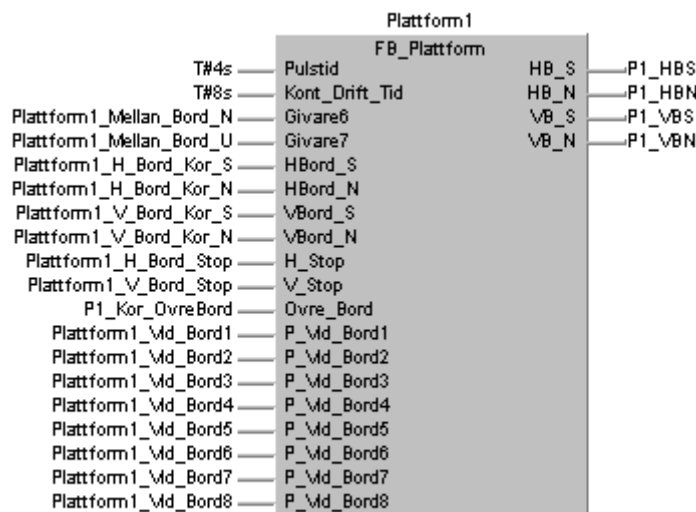 Plattform1
FB_Plattform
T#4s Pulstid HB_S P1_HBS
T#8s Kont_Drift_Tid HB_N P1_HBN
Plattform1_Mellan_Bord_N Givare6 VB_S P1_VBS
Plattform1_Mellan_Bord_U Givare7 VB_N P1_VBN
Plattform1_H_Bord_Kor_S HBord_S
Plattform1_H_Bord_Kor_N HBord_N
Plattform1_V_Bord_Kor_S VBord_S
Plattform1_V_Bord_Kor_N VBord_N
Plattform1_H_Bord_Stop H_Stop
Plattform1_V_Bord_Stop V_Stop
P1_Kor_OvreBord Ovre_Bord
Plattform1_Vid_Bord1 P_Vid_Bord1
Plattform1_Vid_Bord2 P_Vid_Bord2
Plattform1_Vid_Bord3 P_Vid_Bord3
Plattform1_Vid_Bord4 P_Vid_Bord4
Plattform1_Vid_Bord5 P_Vid_Bord5
Plattform1_Vid_Bord6 P_Vid_Bord6
Plattform1_Vid_Bord7 P_Vid_Bord7
Plattform1_Vid_Bord8 P_Vid_Bord8